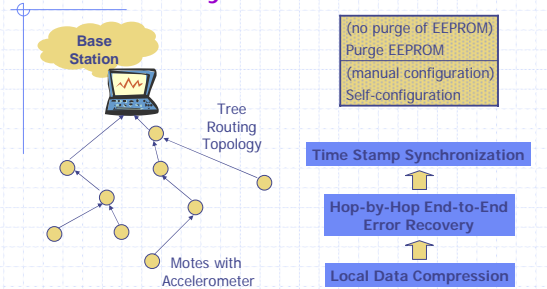 Base
Station
Tree
Routing
Topology
Motes with
Accelerometer
(no purge of EEPROM)
Purge EEPROM
(manual configuration)
Self-configuration
Time Stamp Synchronization
Hop-by-Hop End-to-End
Error Recovery
Local Data Compression